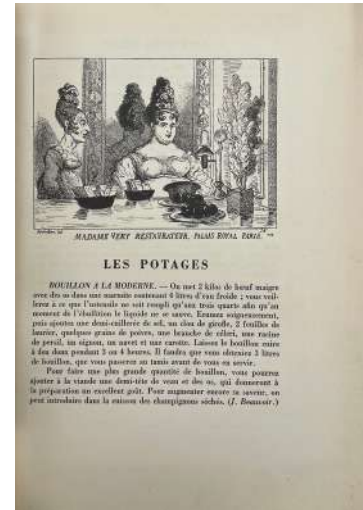 MADAME VERY RESTAURATEUR, PALAIS ROYAL PARIS.
LES POTAGES
BOUILLON A LA MODERNE. — On met 2 kilos de bœuf maigre
avec des os dans une marmite contenant 4 litres d'eau froide ; vous veil-
lerez à ce que l'ustensile ne soit rempli qu'aux trois quarts afin qu'au
moment de l'ébullition le liquide ne se sauve. Écumez soigneusement,
puis ajoutez une demi-cuillerée de sel, un clou de girofle, 2 feuilles de
laurier, quelques grains de poivre, une branche de céleri, une racine
de persil, un oignon, un navet et une carotte. Laissez le bouillon cuire
à feu doux pendant 3 ou 4 heures. Il faudra que vous obteniez 3 litres
de bouillon, que vous passerez au tamis avant de vous en servir.
Pour faire une plus grande quantité de bouillon, vous pourrez
ajouter à la viande une demi-tête de veau et des os, qui donneront à
la préparation un excellent goût. Pour augmenter encore sa saveur, on
peut introduire dans la cuisson des champignons séchés. (J. Beauvoir.)